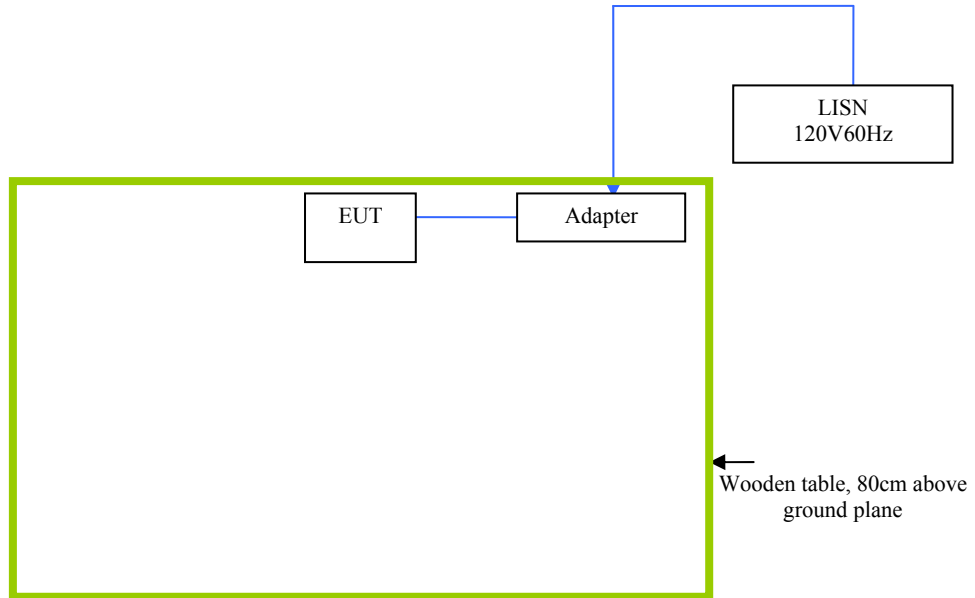 LISN
120V60Hz
EUT
Adapter
Wooden table, 80cm above
ground plane